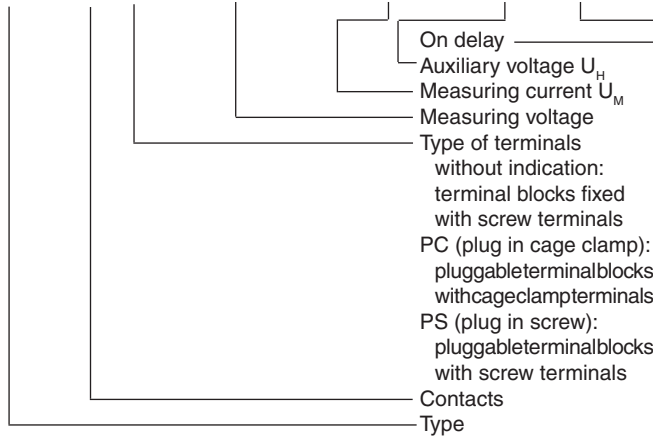 On delay
Auxiliary voltage U_H
Measuring current U_M
Measuring voltage
Type of terminals
without indication:
terminal blocks fixed
with screw terminals
PC (plug in cage clamp):
pluggableterminalblocks
withcageclampterminals
PS (plug in screw):
pluggableterminalblocks
with screw terminals
Contacts
Type